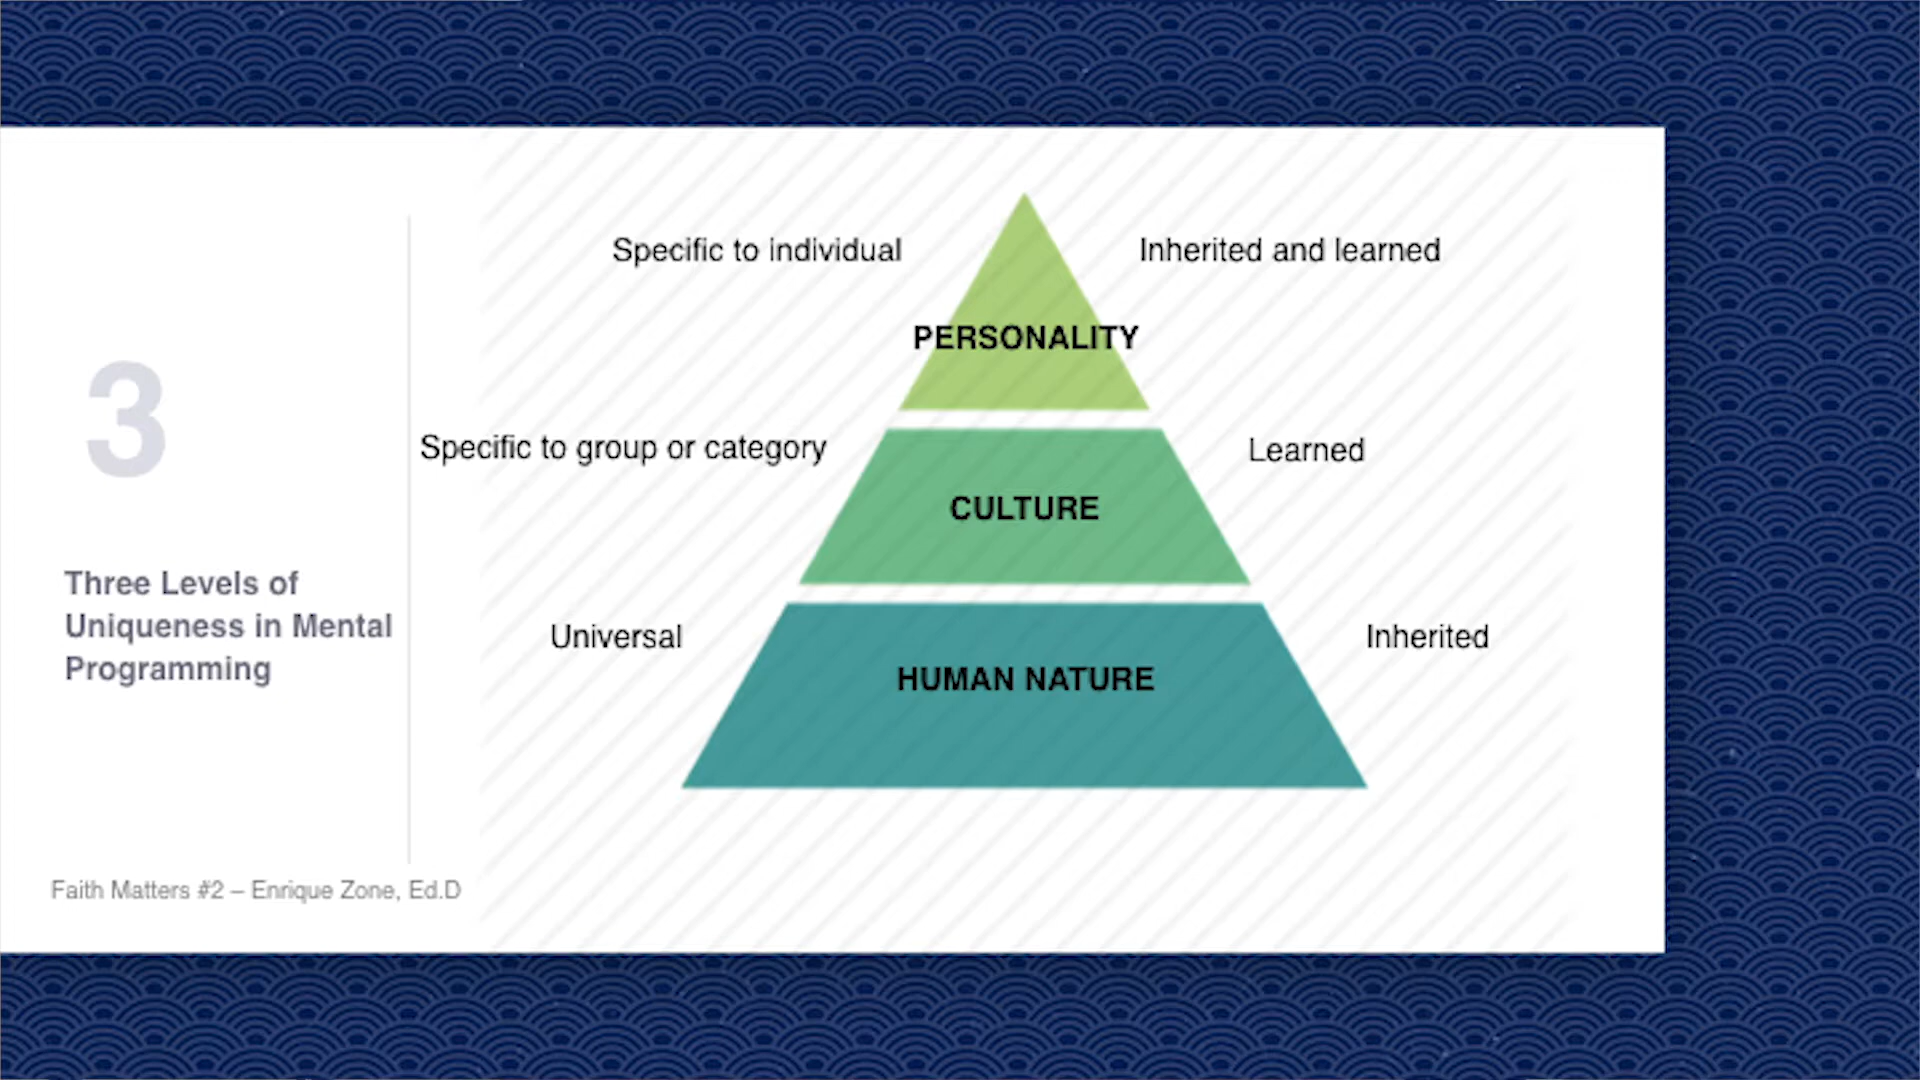 3
Three Levels of
Uniqueness in Mental
Programming
Specific to individual
Inherited and learned
PERSONALITY
Specific to group or category
Learned
CULTURE
Universal
Inherited
HUMAN NATURE
Faith Matters #2 – Enrique Zone, Ed.D